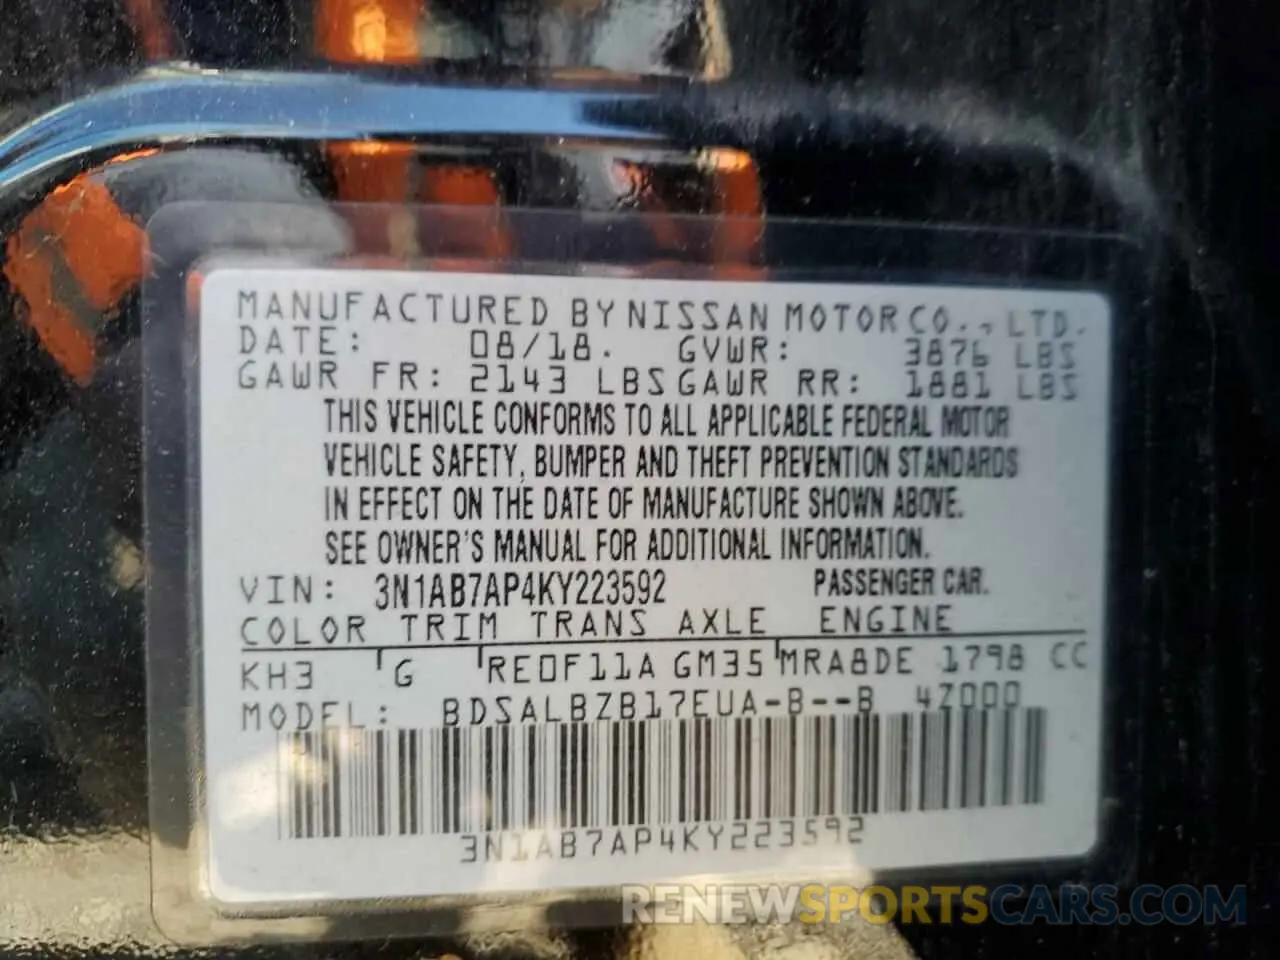 MANUFACTURED BY NISSAN MOTOR CO., LTD.
DATE: 08/18. GVWR: 3876 LBS
GAWR FR: 2143 LBS GAWR RR: 1881 LBS
THIS VEHICLE CONFORMS TO ALL APPLICABLE FEDERAL MOTOR
VEHICLE SAFETY, BUMPER AND THEFT PREVENTION STANDARDS
IN EFFECT ON THE DATE OF MANUFACTURE SHOWN ABOVE.
SEE OWNER'S MANUAL FOR ADDITIONAL INFORMATION.
VIN: 3N1AB7AP4KY223592 PASSENGER CAR.
COLOR TRIM TRANS AXLE ENGINE
KH3 G RE0F11A GM35 MRA8DE 1798 CC
MODEL: BDSALBZB17EUA-B--B 4Z000
3N1AB7AP4KY223592
RENEWSPORTSCARS.COM